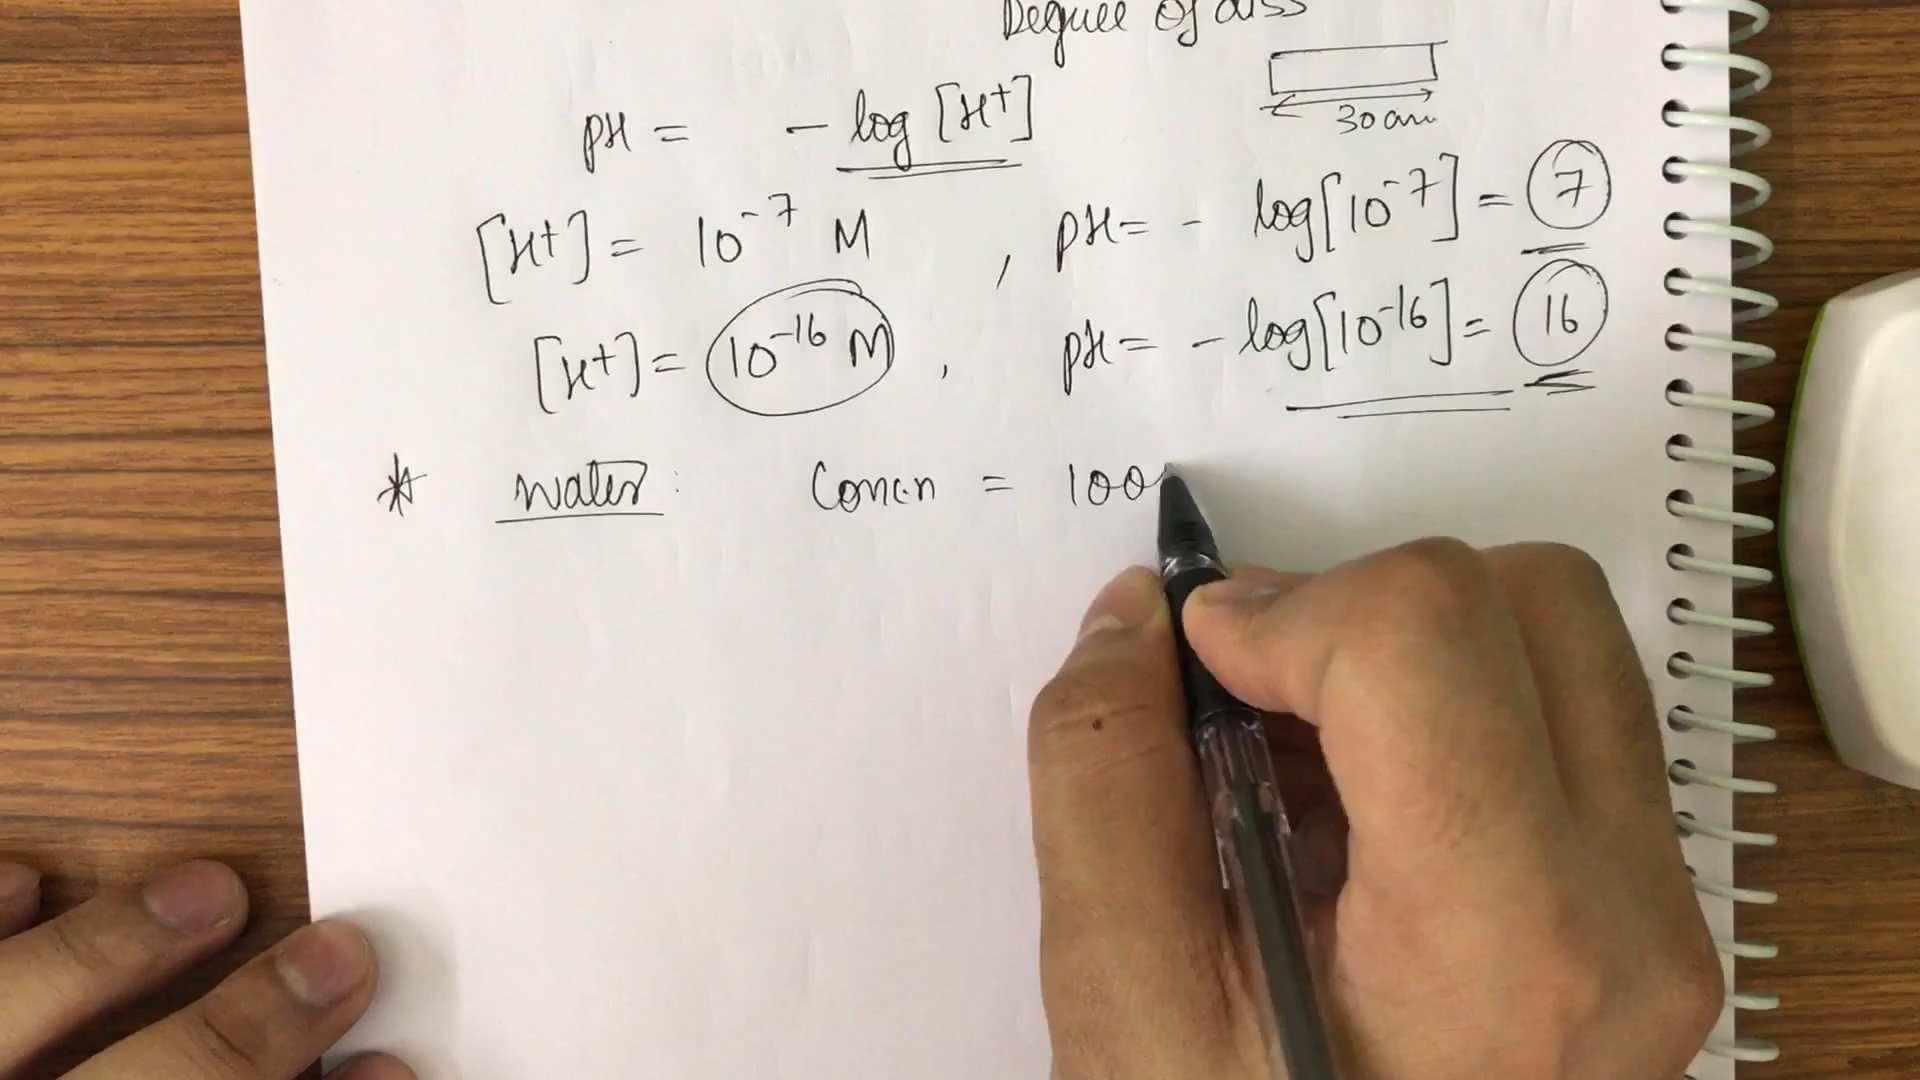 Degree of diss
30 cm
pH = - log [H+]
[H+] = 10⁻⁷ M , pH = - log[10⁻⁷] = 7
[H+] = 10⁻¹⁶ M , pH = - log[10⁻¹⁶] = 16
* water : Concn = 100